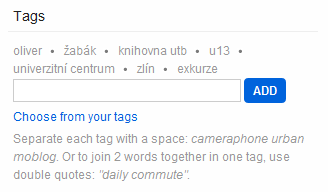 Tags
oliver • žabák • knihovna utb • u13 •
univerzitní centrum • zlín • exkurze
ADD
Choose from your tags
Separate each tag with a space: cameraphone urban
moblog. Or to join 2 words together in one tag, use
double quotes: "daily commute".